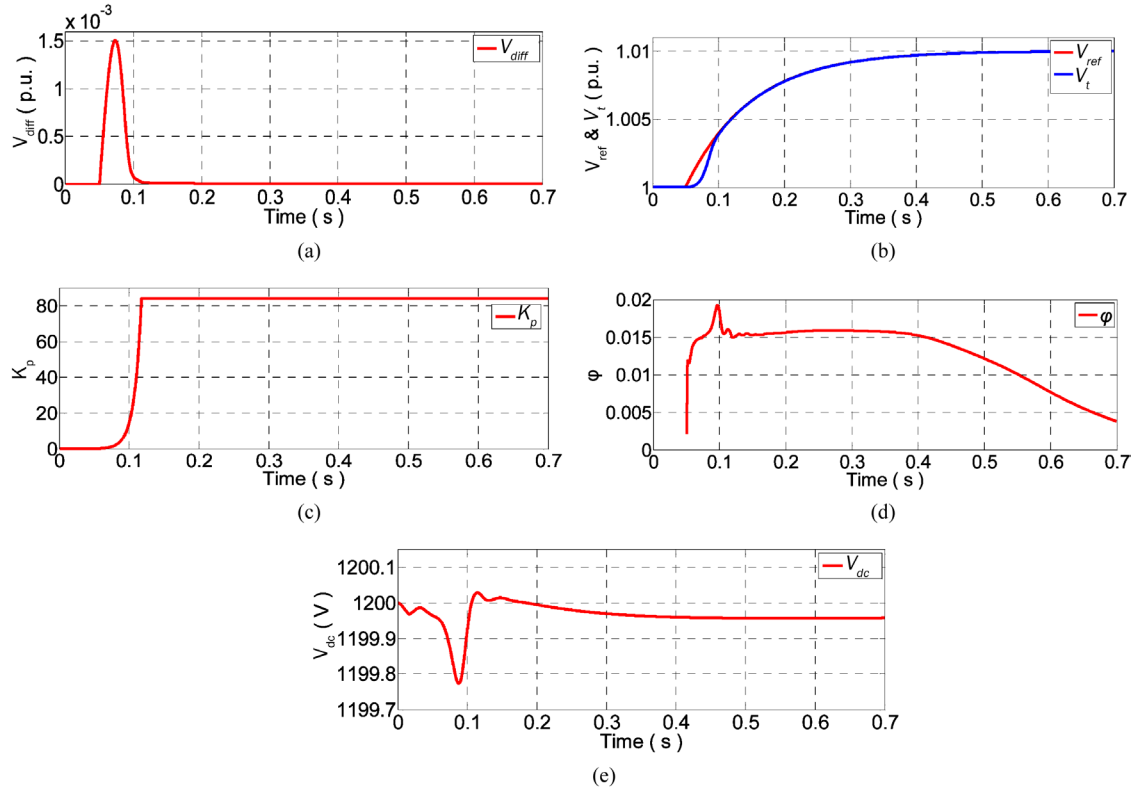 x 10⁻³
1.5
1
0.5
0
V_diff ( p.u. )
V_diff
0 0.1 0.2 0.3 0.4 0.5 0.6 0.7
Time ( s )
(a)
1.01
1.005
1
V_ref & V_t ( p.u. )
V_ref
V_t
0 0.1 0.2 0.3 0.4 0.5 0.6 0.7
Time ( s )
(b)
80
60
40
20
0
K_p
K_p
0 0.1 0.2 0.3 0.4 0.5 0.6 0.7
Time ( s )
(c)
0.02
0.015
0.01
0.005
0
φ
φ
0 0.1 0.2 0.3 0.4 0.5 0.6 0.7
Time ( s )
(d)
1200.1
1200
1199.9
1199.8
1199.7
V_dc ( V )
V_dc
0 0.1 0.2 0.3 0.4 0.5 0.6 0.7
Time ( s )
(e)